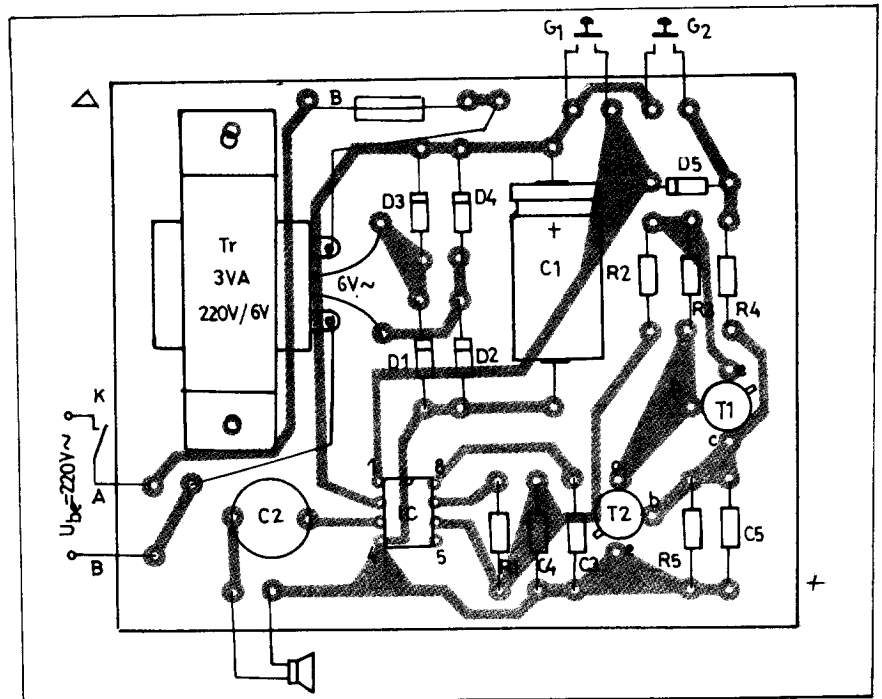 G1 G2
B
D5
D3 D4
Tr
3VA
220V/6V
6V~
+
C1
R2 R3 R4
D1 D2
K
T1
c
Ube=220V~
A
1 8
IC
C2
T2
b
e
4 5
C4 C3 R5 C5
B
+